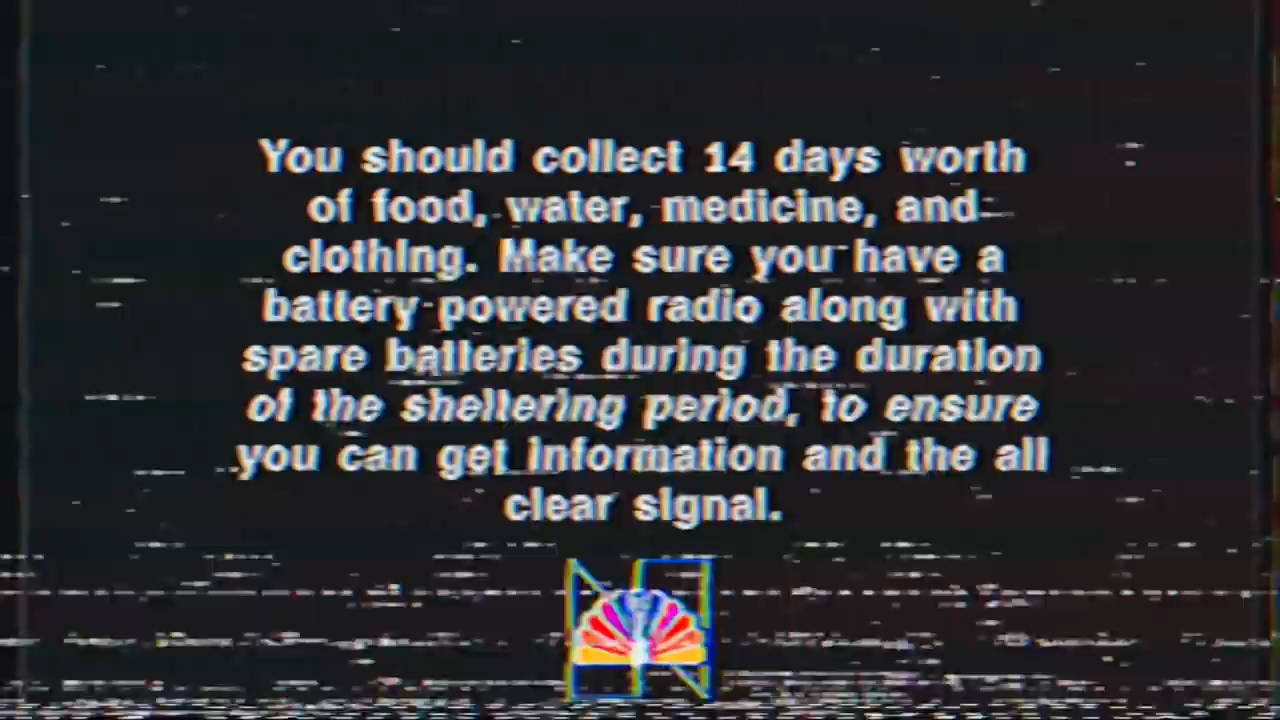 You should collect 14 days worth
of food, water, medicine, and
clothing. Make sure you have a
battery powered radio along with
spare batteries during the duration
of the sheltering period, to ensure
you can get information and the all
clear signal.